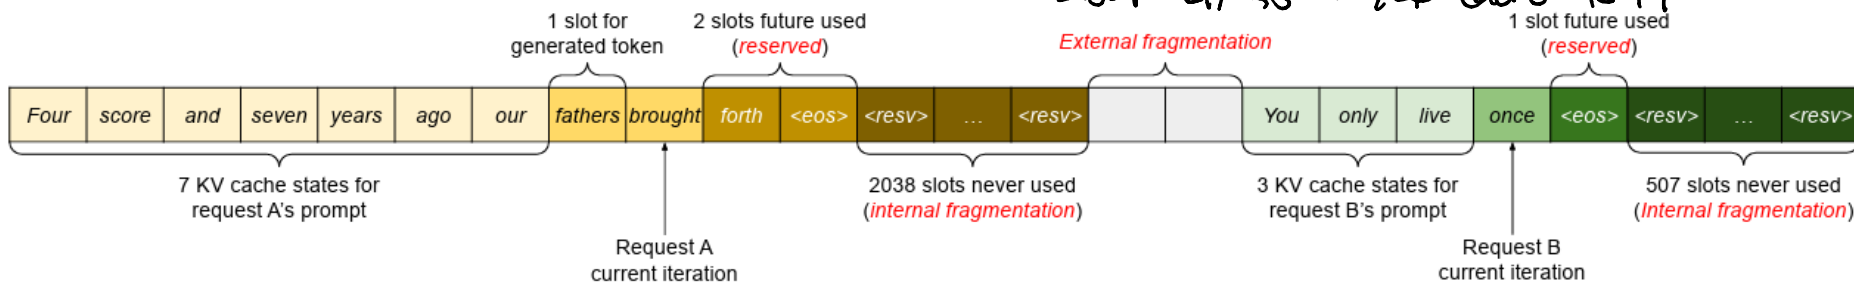 1 slot for
generated token
2 slots future used
(reserved)
External fragmentation
1 slot future used
(reserved)
Four score and seven years ago our fathers brought forth <eos> <resv> ... <resv> You only live once <eos> <resv> ... <resv>
7 KV cache states for
request A's prompt
2038 slots never used
(internal fragmentation)
3 KV cache states for
request B's prompt
507 slots never used
(Internal fragmentation)
Request A
current iteration
Request B
current iteration